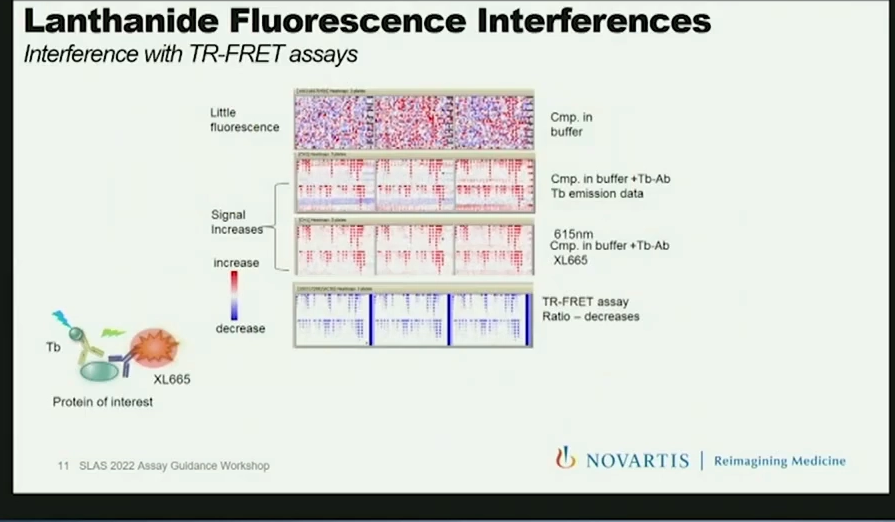 Lanthanide Fluorescence Interferences
Interference with TR-FRET assays
Little
fluorescence
Cmp. in
buffer
Cmp. in buffer +Tb-Ab
Tb emission data
Signal
Increases
615nm
Cmp. in buffer +Tb-Ab
XL665
increase
decrease
TR-FRET assay
Ratio – decreases
Tb
XL665
Protein of interest
11 SLAS 2022 Assay Guidance Workshop
NOVARTIS | Reimagining Medicine